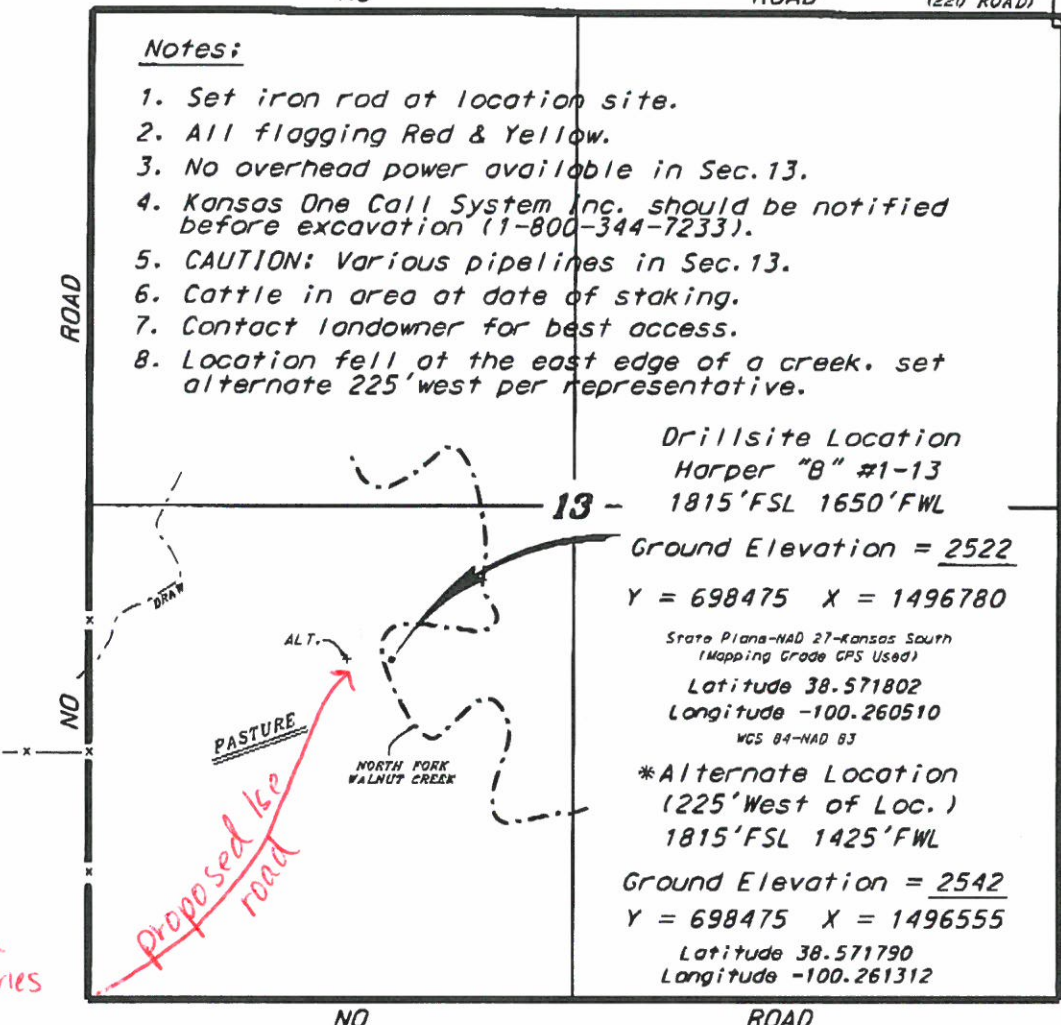 ROAD
(220 ROAD)
Notes:
1. Set iron rod at location site.
2. All flagging Red & Yellow.
3. No overhead power available in Sec.13.
4. Kansas One Call System Inc. should be notified
before excavation (1-800-344-7233).
5. CAUTION: Various pipelines in Sec.13.
6. Cattle in area at date of staking.
7. Contact landowner for best access.
8. Location fell at the east edge of a creek. set
alternate 225'west per representative.
ROAD
NO
Drillsite Location
Harper "B" #1-13
1815'FSL 1650'FWL
13
Ground Elevation = 2522
Y = 698475 X = 1496780
State Plane-NAD 27-Kansas South
(Mapping Grade GPS Used)
Latitude 38.571802
Longitude -100.260510
WGS 84-NAD 83
*Alternate Location
(225'West of Loc.)
1815'FSL 1425'FWL
Ground Elevation = 2542
Y = 698475 X = 1496555
Latitude 38.571790
Longitude -100.261312
DRAW
ALT.
PASTURE
NORTH FORK
WALNUT CREEK
proposed lse
road
NO
ROAD